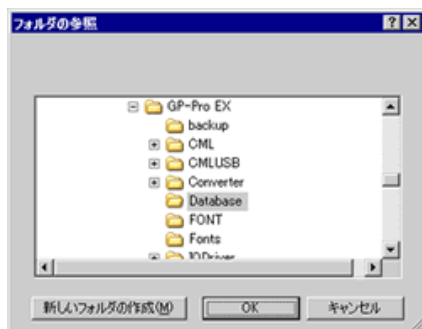 フォルダの参照
GP-Pro EX
backup
CML
CMLUSB
Converter
Database
FONT
Fonts
IODriver
新しいフォルダの作成(M)
OK
キャンセル